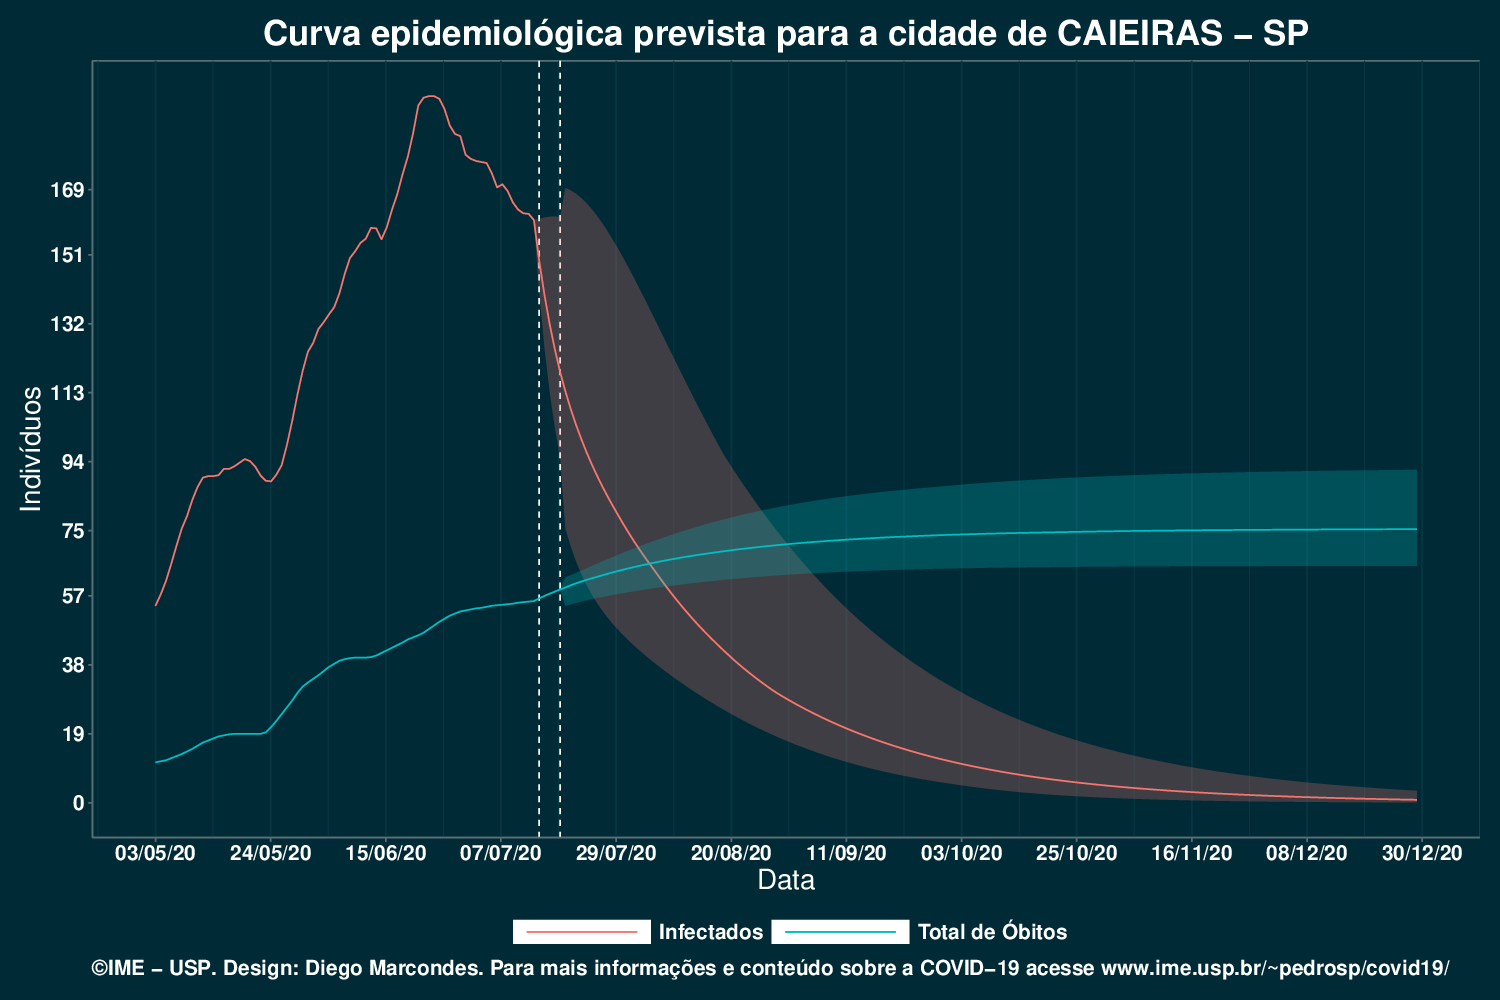 Curva epidemiológica prevista para a cidade de CAIEIRAS – SP
Indivíduos
169
151
132
113
94
75
57
38
19
0
03/05/20 24/05/20 15/06/20 07/07/20 29/07/20 20/08/20 11/09/20 03/10/20 25/10/20 16/11/20 08/12/20 30/12/20
Data
Infectados Total de Óbitos
©IME – USP. Design: Diego Marcondes. Para mais informações e conteúdo sobre a COVID–19 acesse www.ime.usp.br/~pedrosp/covid19/